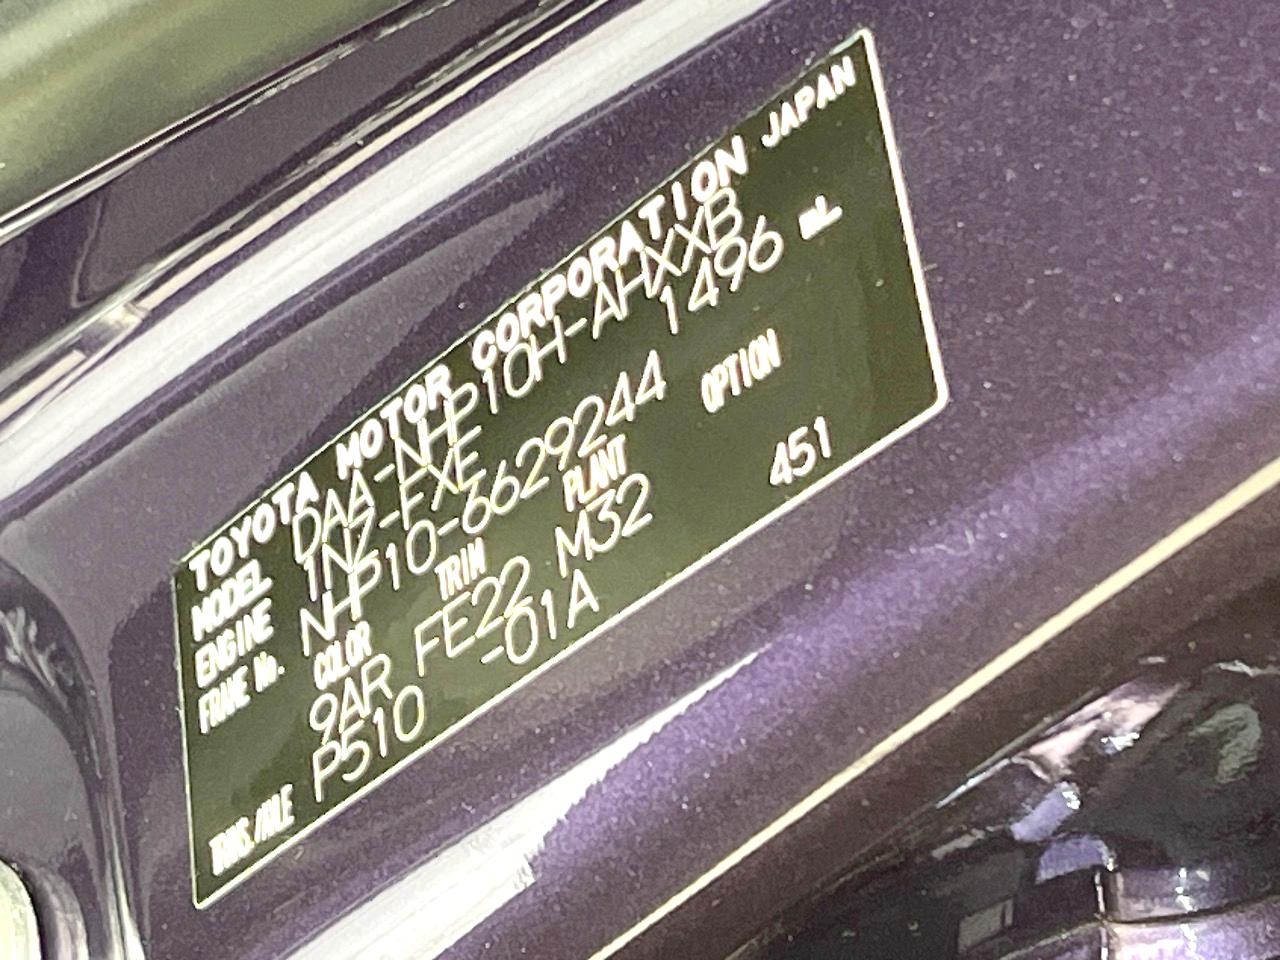 TOYOTA MOTOR CORPORATION JAPAN
MODEL DAA-NHP10H-AHXXB
ENGINE 1NZ-FXE 1496 mL
FRAME No. NHP10-6629244
COLOR TRIM PLANT OPTION
9AR FE22 M32 451
TRANS./AXLE P510 -01A